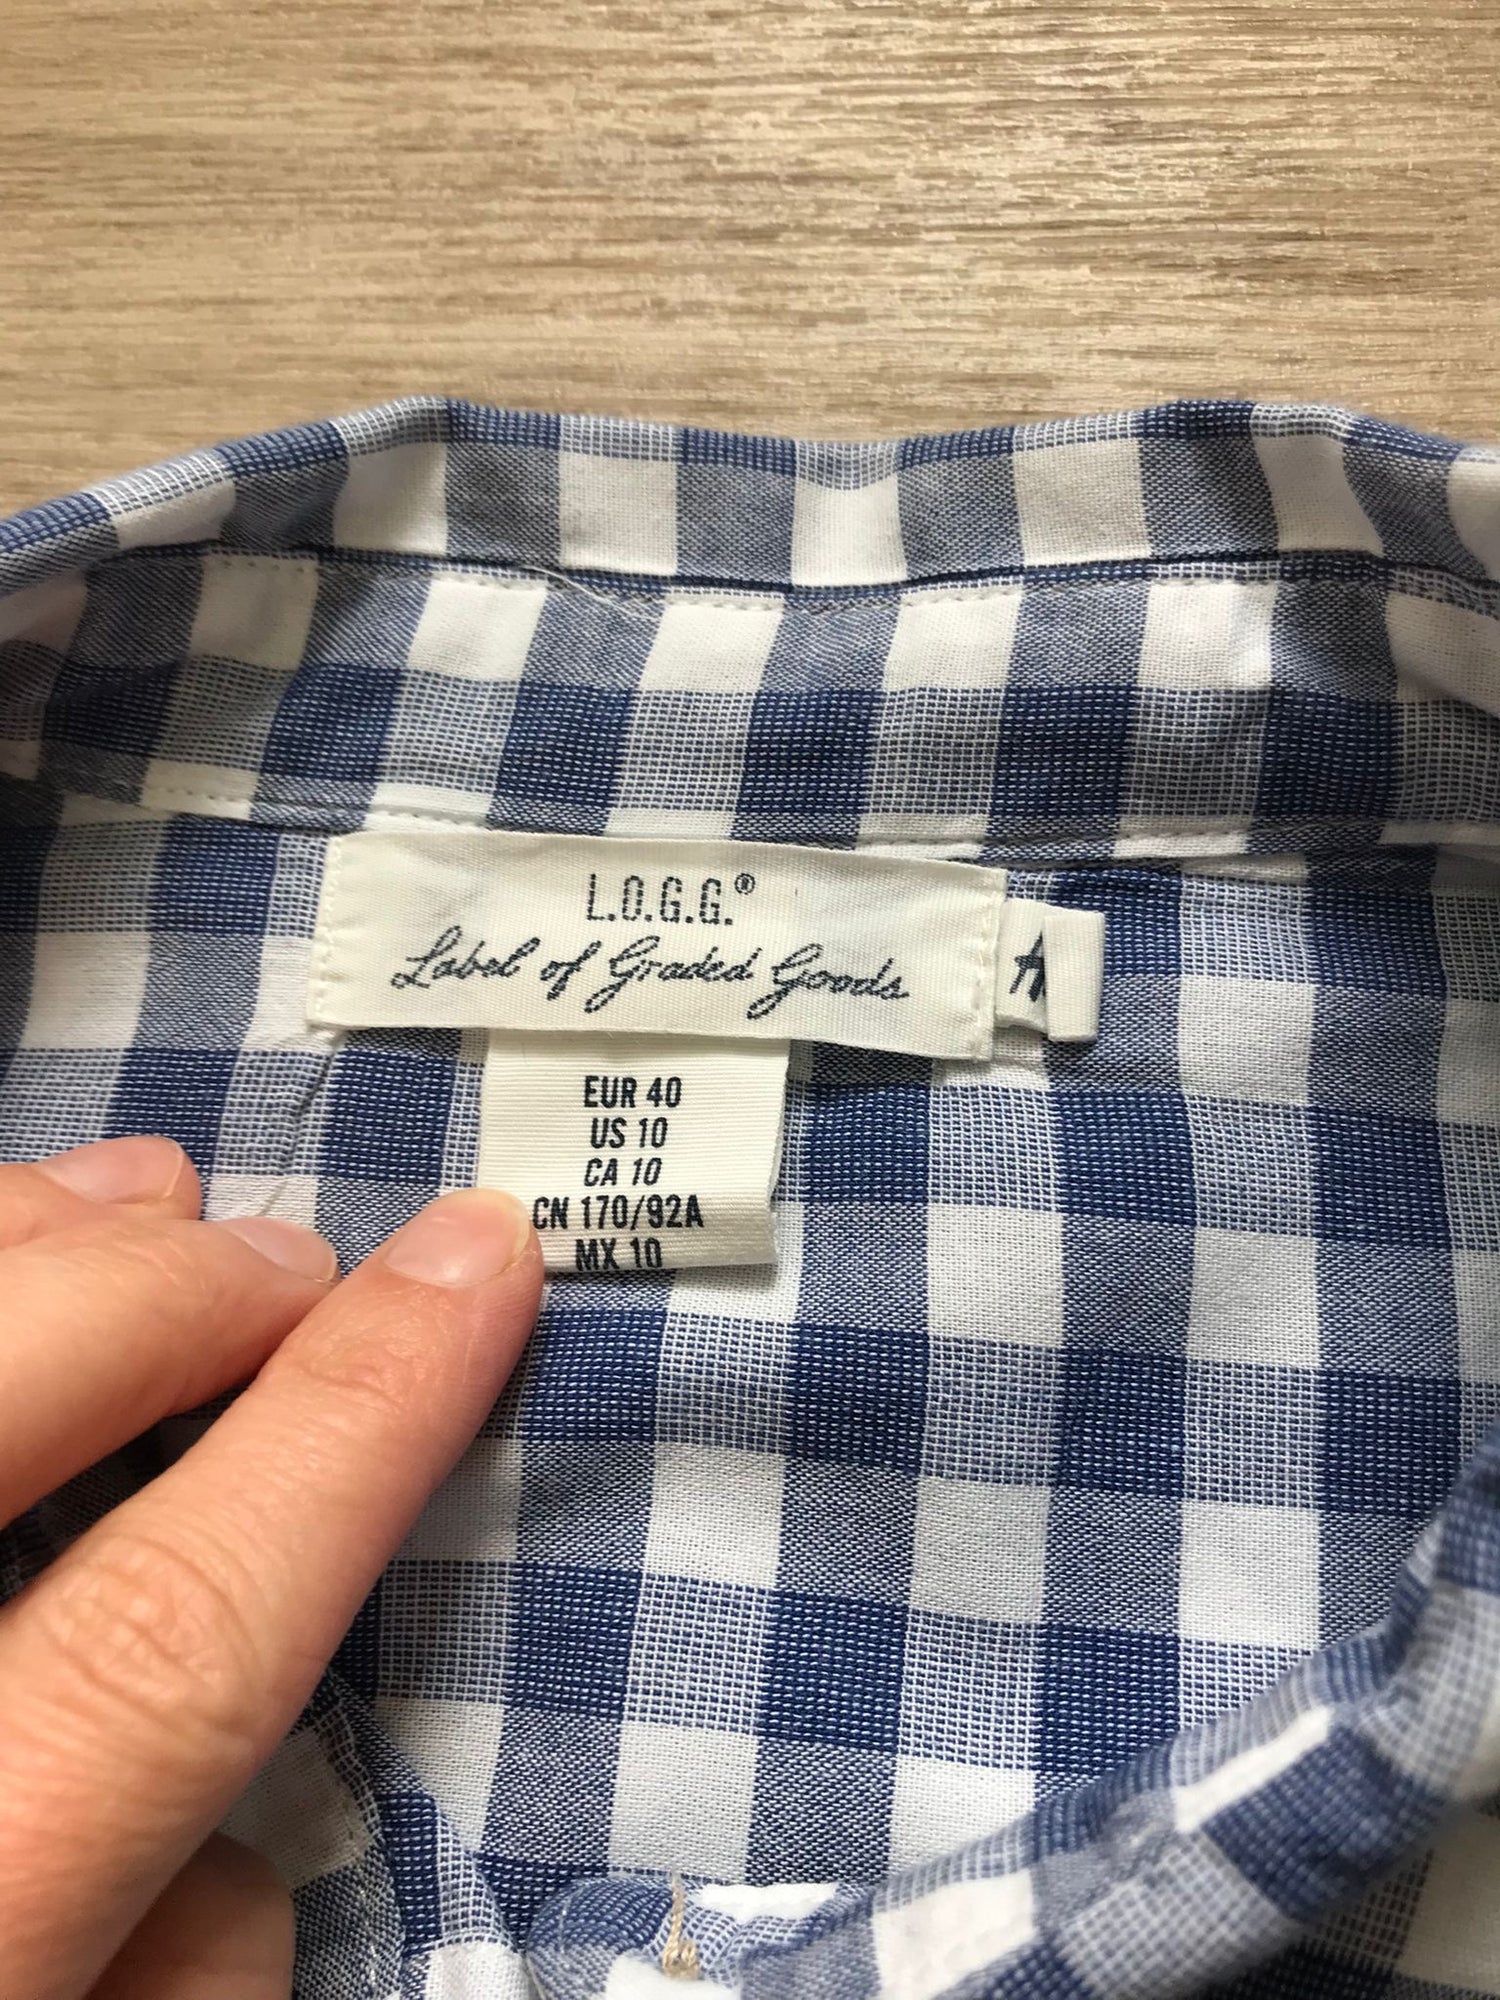 L.O.G.G.®
Label of Graded Goods
EUR 40
US 10
CA 10
CN 170/92A
MX 10